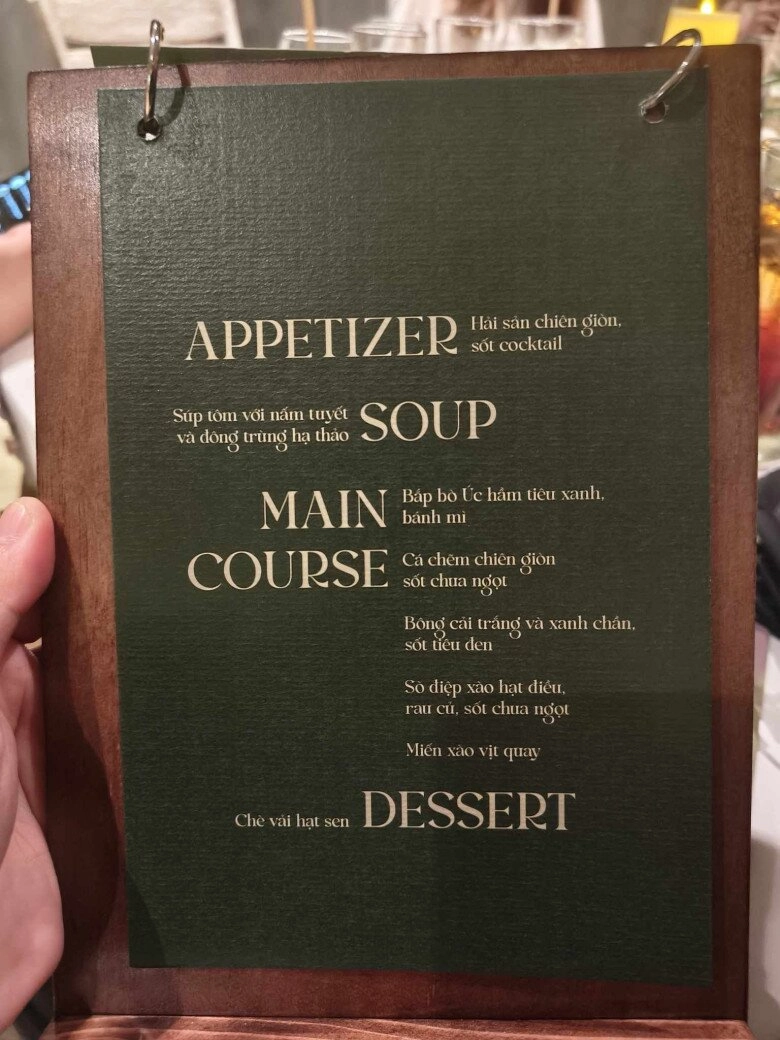 APPETIZER
Hải sản chiên giòn,
sốt cocktail
Súp tôm với nấm tuyết
và đông trùng hạ thảo
SOUP
MAIN
COURSE
Bắp bò Úc hầm tiêu xanh,
bánh mì
Cá chẽm chiên giòn
sốt chua ngọt
Bông cải trắng và xanh chần,
sốt tiêu đen
Sò điệp xào hạt điều,
rau củ, sốt chua ngọt
Miến xào vịt quay
Chè vải hạt sen
DESSERT